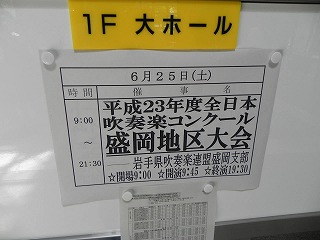 1F 大ホール
6月25日(土)
時間 催事名
9:00 ～ 21:30
平成23年度全日本
吹奏楽コンクール
盛岡地区大会
岩手県吹奏楽連盟盛岡支部
☆開場9:00 ☆開演9:45 ☆終演19:30